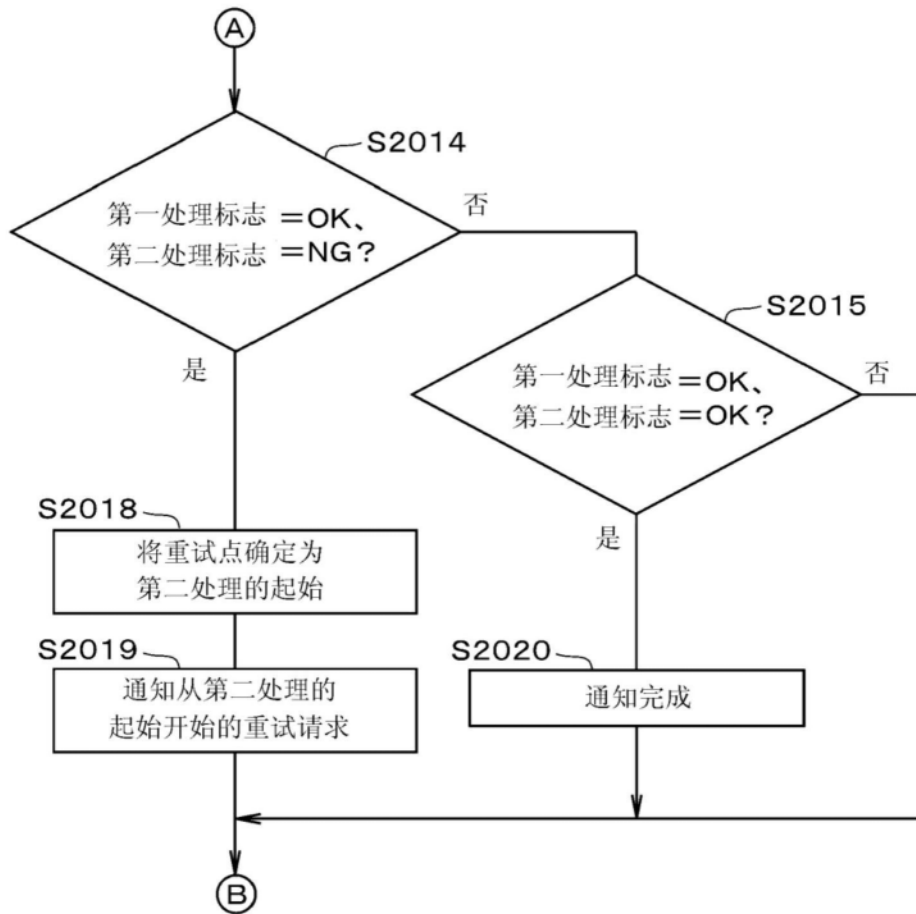 A
S2014
第一处理标志=OK、
第二处理标志=NG?
否
是
S2015
第一处理标志=OK、
第二处理标志=OK?
否
是
S2018
将重试点确定为
第二处理的起始
S2019
通知从第二处理的
起始开始的重试请求
S2020
通知完成
B